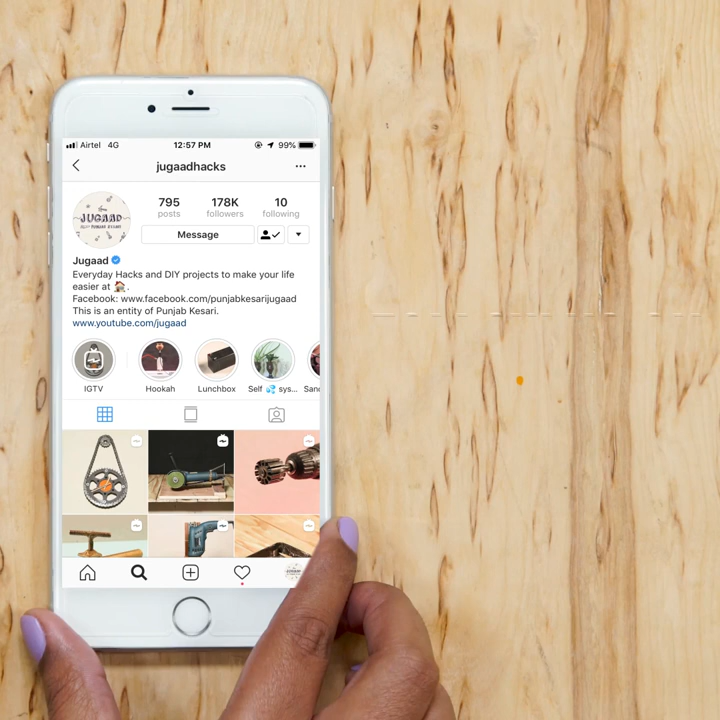 Airtel 4G 12:57 PM 99%
jugaadhacks
JUGAAD
795 178K 10
posts followers following
Message
Jugaad
Everyday Hacks and DIY projects to make your life
easier at 🏠.
Facebook: www.facebook.com/punjabkesarijugaad
This is an entity of Punjab Kesari.
www.youtube.com/jugaad
IGTV Hookah Lunchbox Self 💦 sys... Sand